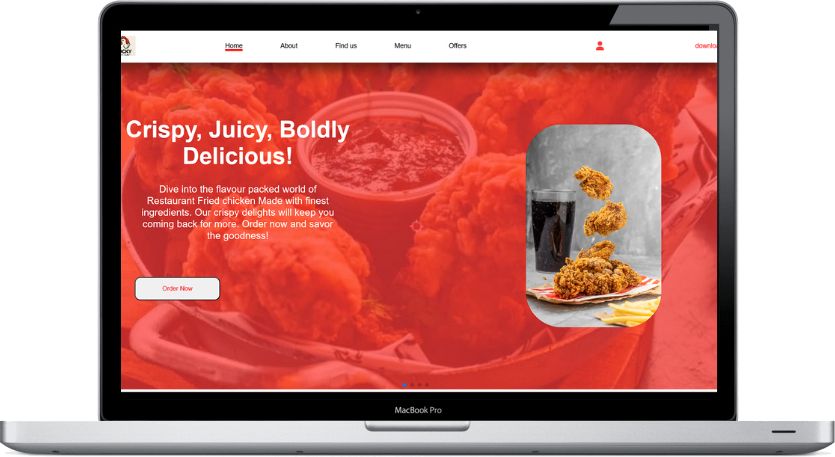 Home About Find us Menu Offers
Crispy, Juicy, Boldly
Delicious!
Dive into the flavour packed world of
Restaurant Fried chicken Made with finest
ingredients. Our crispy delights will keep you
coming back for more. Order now and savor
the goodness!
Order Now
MacBook Pro